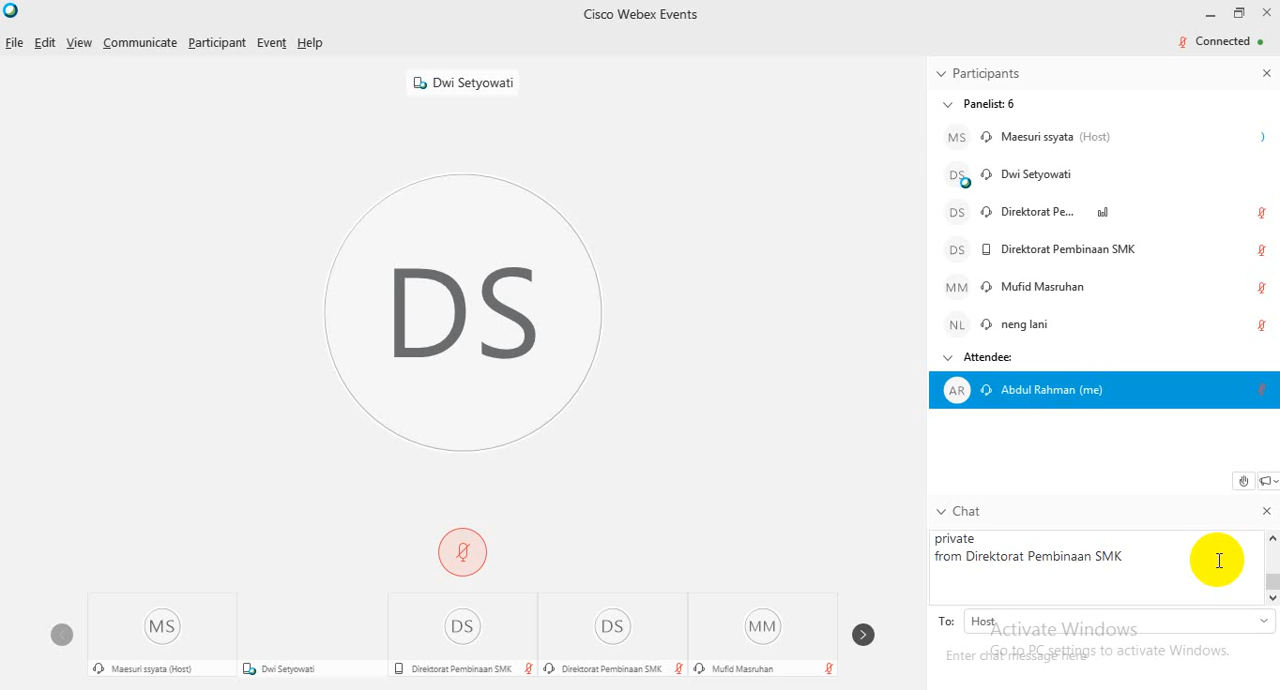 Cisco Webex Events
File Edit View Communicate Participant Event Help
Connected
Dwi Setyowati
DS
Participants
Panelist: 6
MS Maesuri ssyata (Host)
DS Dwi Setyowati
DS Direktorat Pe...
DS Direktorat Pembinaan SMK
MM Mufid Masruhan
NL neng lani
Attendee:
AR Abdul Rahman (me)
Chat
private
from Direktorat Pembinaan SMK
To: Host
Enter chat message here
Activate Windows
Go to PC settings to activate Windows.
MS
Maesuri ssyata (Host)
Dwi Setyowati
DS
Direktorat Pembinaan SMK
DS
Direktorat Pembinaan SMK
MM
Mufid Masruhan